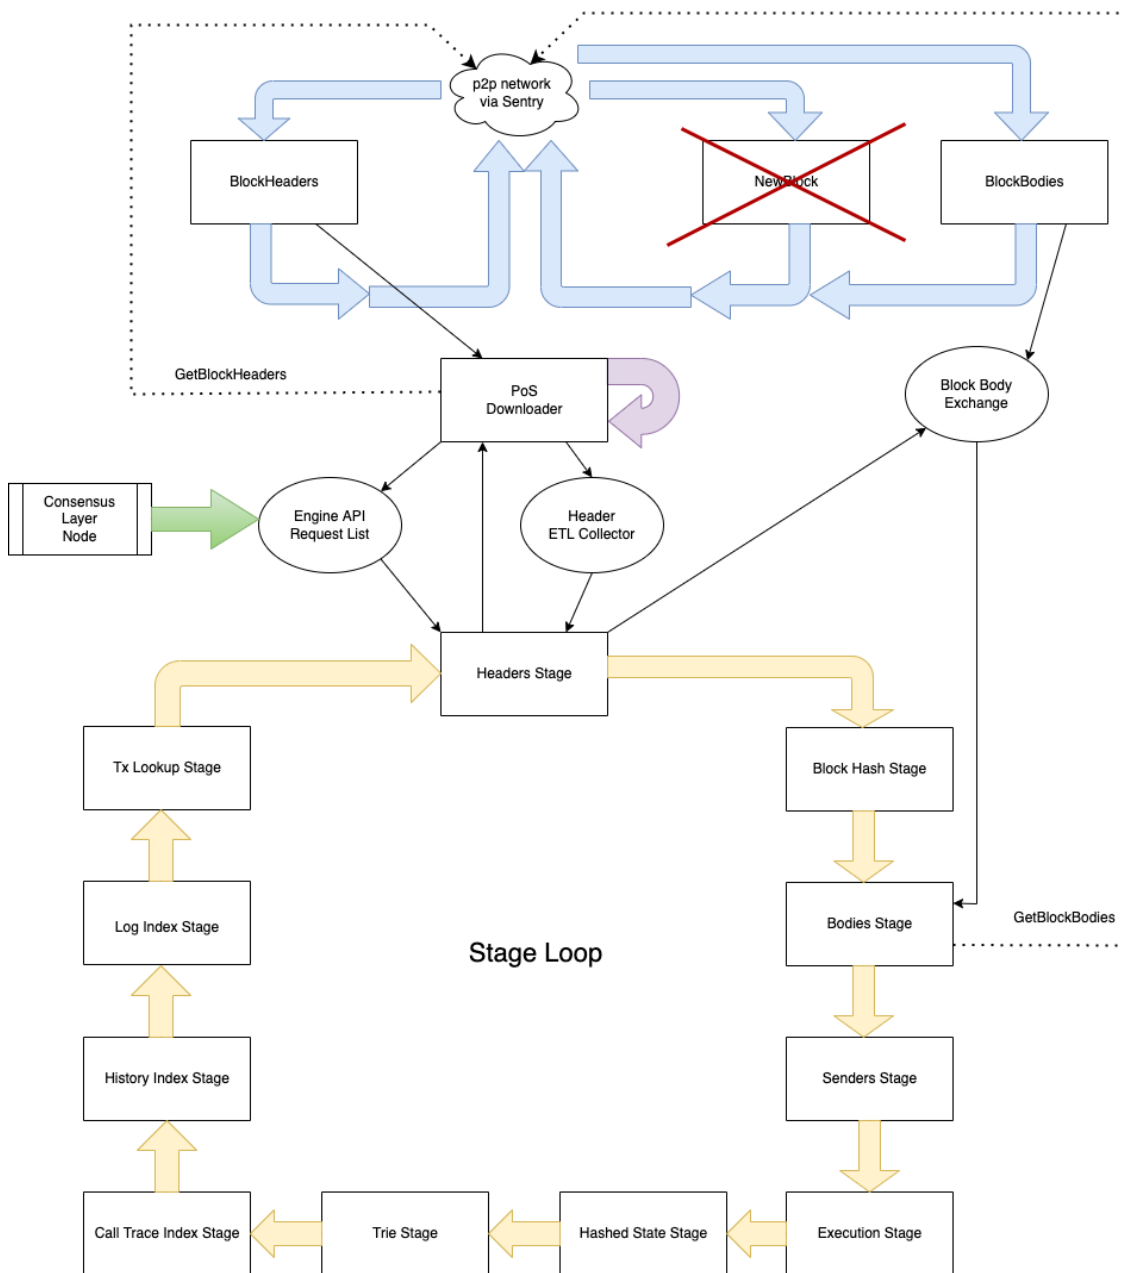 p2p network
via Sentry
BlockHeaders
NewBlock
BlockBodies
GetBlockHeaders
PoS
Downloader
Block Body
Exchange
Consensus
Layer
Node
Engine API
Request List
Header
ETL Collector
Headers Stage
Tx Lookup Stage
Block Hash Stage
Log Index Stage
Bodies Stage
GetBlockBodies
Stage Loop
History Index Stage
Senders Stage
Call Trace Index Stage
Trie Stage
Hashed State Stage
Execution Stage